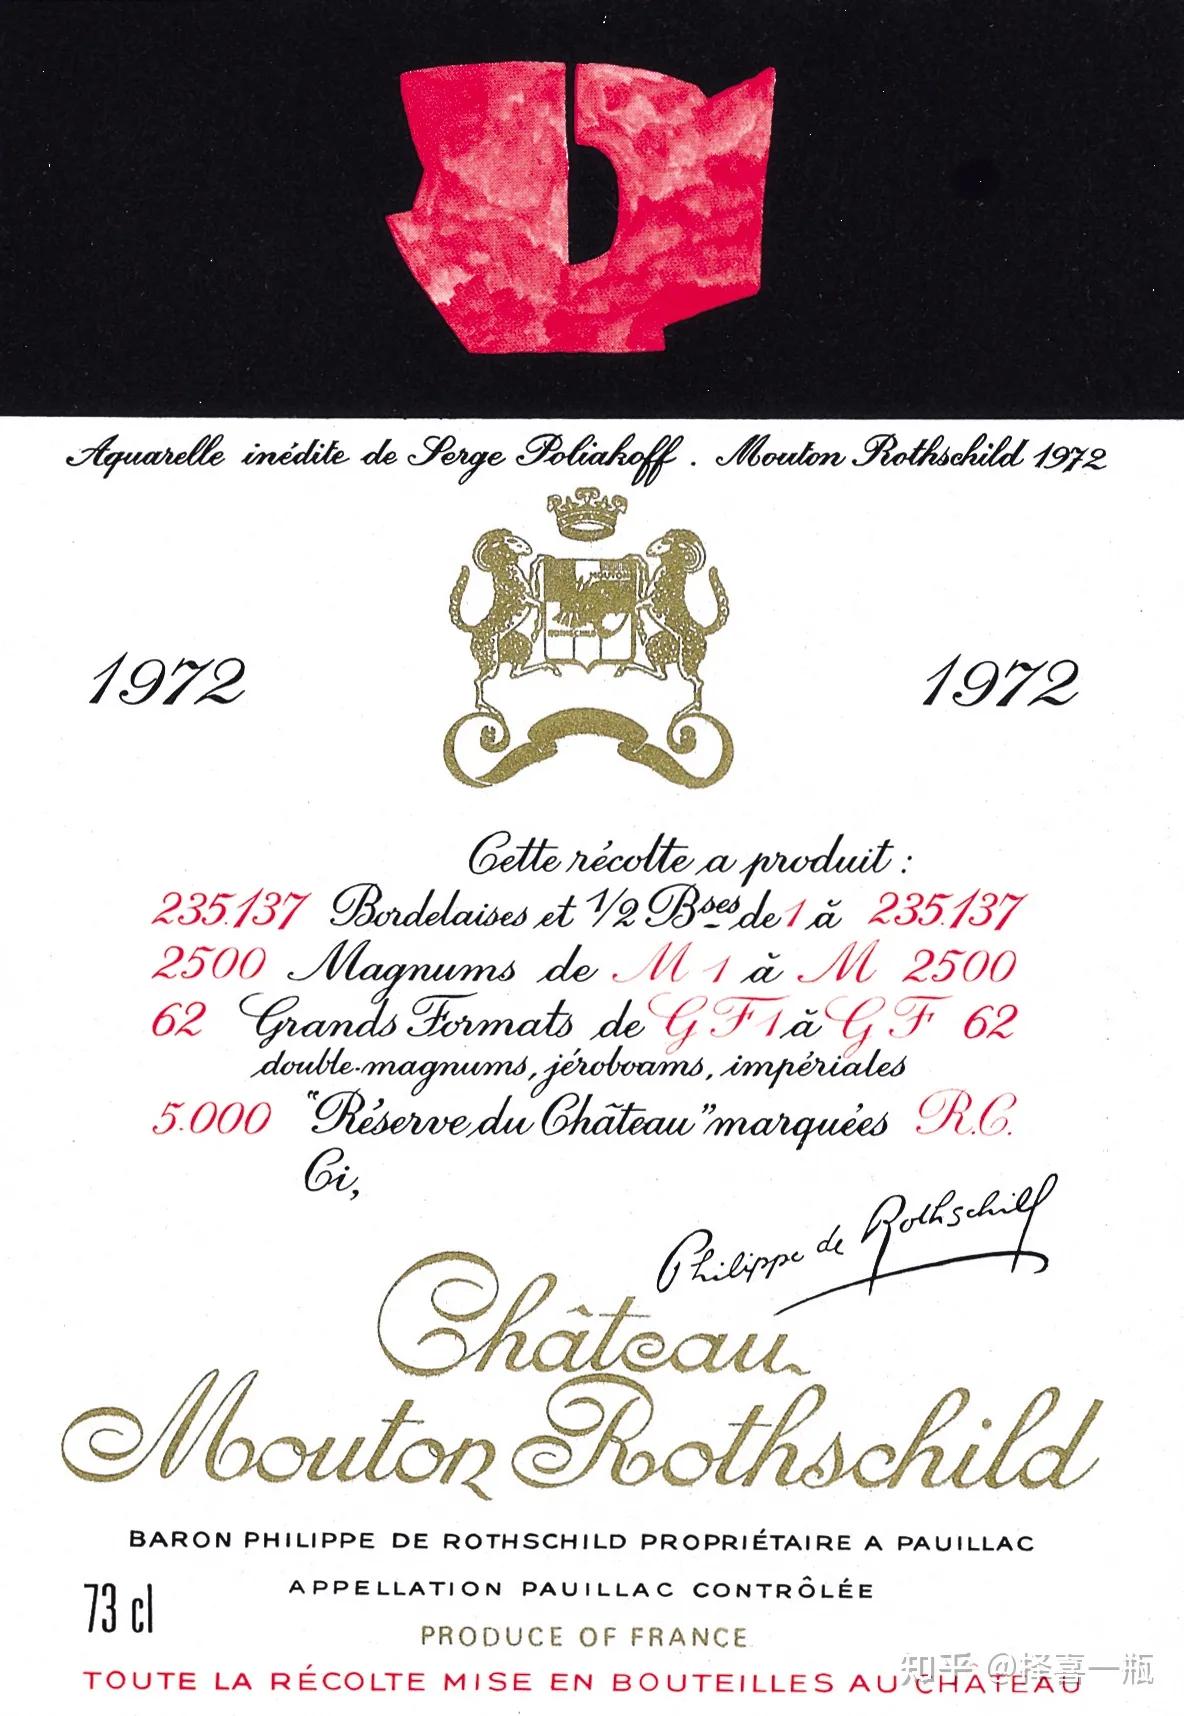 Aquarelle inédite de Serge Poliakoff . Mouton Rothschild 1972
MOUTON
ROTHSCHILD
1972 1972
Cette récolte a produit :
235.137 Bordelaises et 1/2 Bses de 1 à 235.137
2500 Magnums de M 1 à M 2500
62 Grands Formats de G F 1 à G F 62
double-magnums, jéroboams, impériales
5.000 "Réserve du Château" marquées R.C.
Ci,
Philippe de Rothschild
Château
Mouton Rothschild
BARON PHILIPPE DE ROTHSCHILD PROPRIÉTAIRE A PAUILLAC
APPELLATION PAUILLAC CONTRÔLÉE
73 cl
PRODUCE OF FRANCE
TOUTE LA RÉCOLTE MISE EN BOUTEILLES AU CHATEAU
知乎 @择喜一瓶